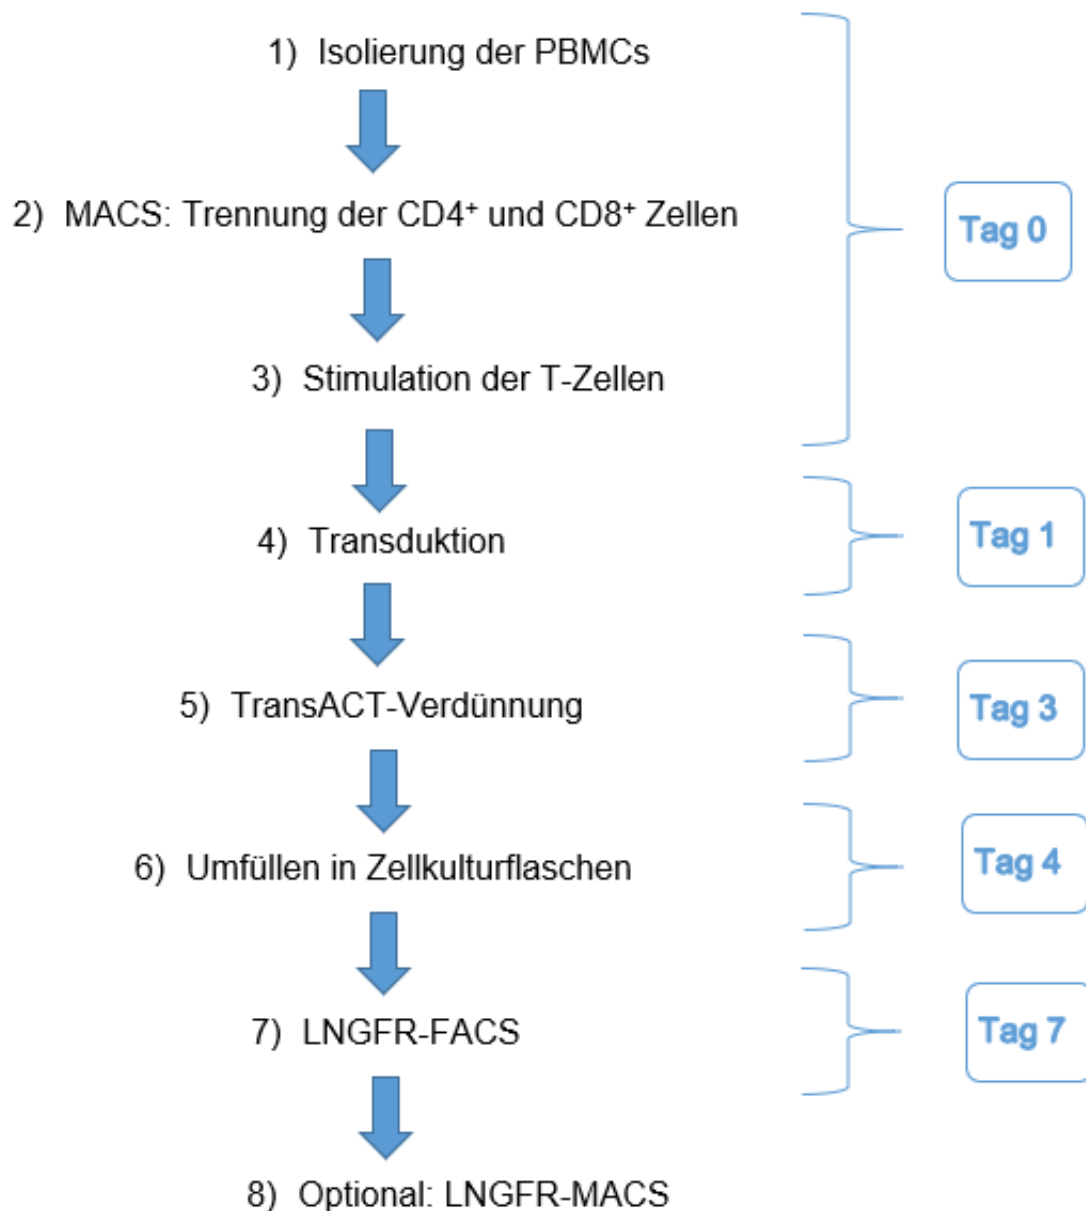 1) Isolierung der PBMCs
2) MACS: Trennung der CD4⁺ und CD8⁺ Zellen
Tag 0
3) Stimulation der T-Zellen
4) Transduktion
Tag 1
5) TransACT-Verdünnung
Tag 3
6) Umfüllen in Zellkulturflaschen
Tag 4
7) LNGFR-FACS
Tag 7
8) Optional: LNGFR-MACS